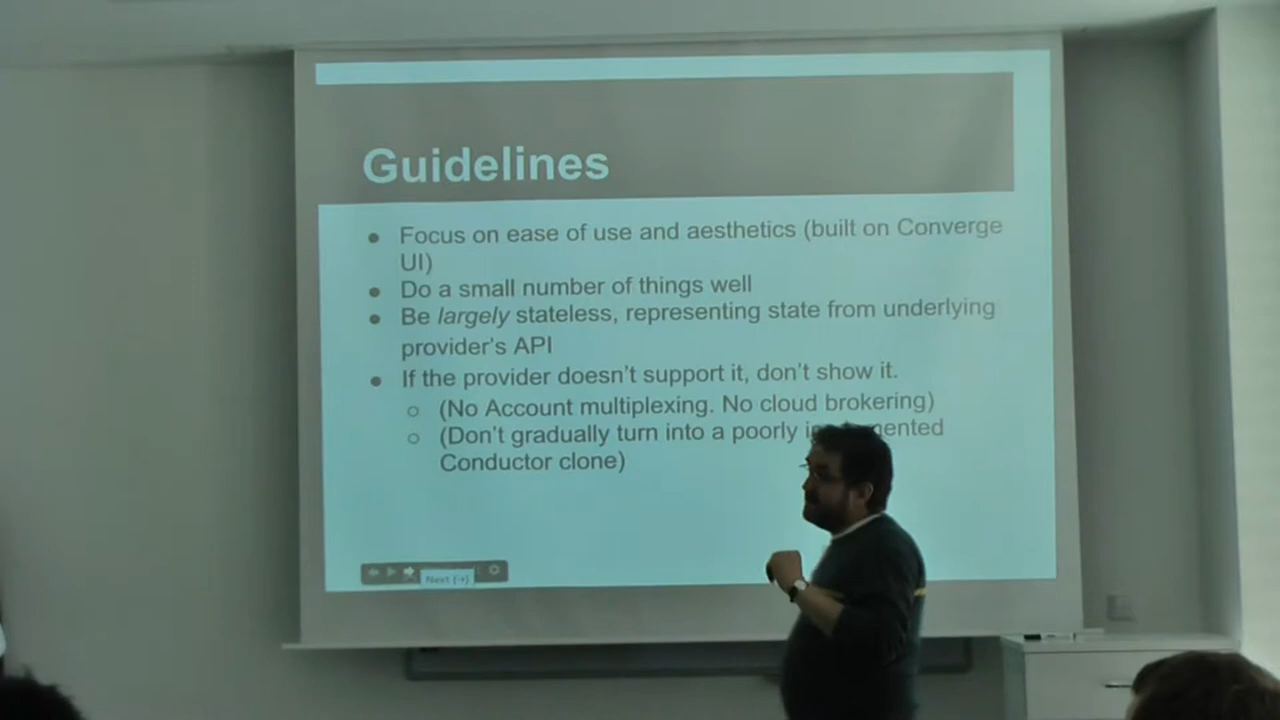 Guidelines
● Focus on ease of use and aesthetics (built on Converge
UI)
● Do a small number of things well
● Be largely stateless, representing state from underlying
provider's API
● If the provider doesn't support it, don't show it.
○ (No Account multiplexing. No cloud brokering)
○ (Don't gradually turn into a poorly
Conductor clone)
Next (→)